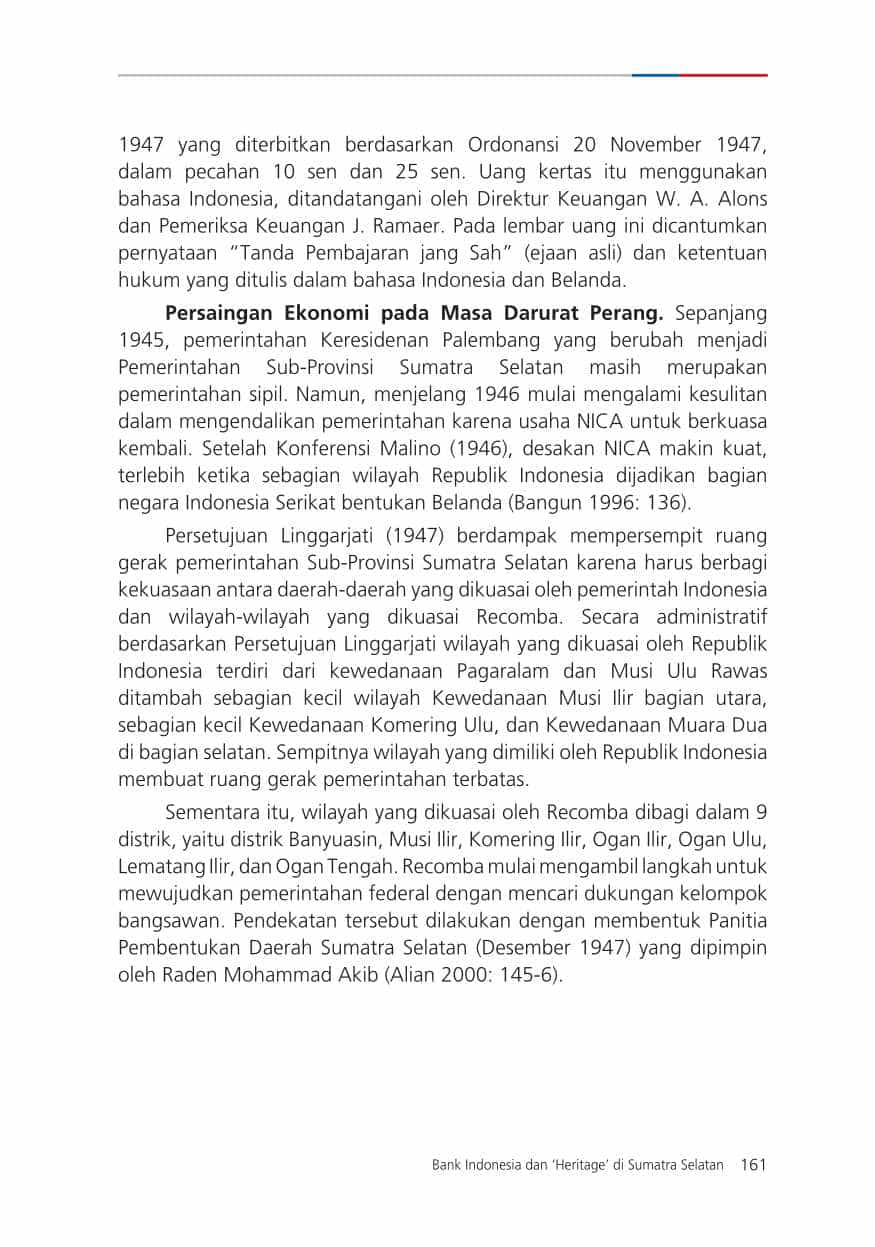 1947 yang diterbitkan berdasarkan Ordonansi 20 November 1947,
dalam pecahan 10 sen dan 25 sen. Uang kertas itu menggunakan
bahasa Indonesia, ditandatangani oleh Direktur Keuangan W. A. Alons
dan Pemeriksa Keuangan J. Ramaer. Pada lembar uang ini dicantumkan
pernyataan “Tanda Pembajaran jang Sah” (ejaan asli) dan ketentuan
hukum yang ditulis dalam bahasa Indonesia dan Belanda.
Persaingan Ekonomi pada Masa Darurat Perang. Sepanjang
1945, pemerintahan Keresidenan Palembang yang berubah menjadi
Pemerintahan Sub-Provinsi Sumatra Selatan masih merupakan
pemerintahan sipil. Namun, menjelang 1946 mulai mengalami kesulitan
dalam mengendalikan pemerintahan karena usaha NICA untuk berkuasa
kembali. Setelah Konferensi Malino (1946), desakan NICA makin kuat,
terlebih ketika sebagian wilayah Republik Indonesia dijadikan bagian
negara Indonesia Serikat bentukan Belanda (Bangun 1996: 136).
Persetujuan Linggarjati (1947) berdampak mempersempit ruang
gerak pemerintahan Sub-Provinsi Sumatra Selatan karena harus berbagi
kekuasaan antara daerah-daerah yang dikuasai oleh pemerintah Indonesia
dan wilayah-wilayah yang dikuasai Recomba. Secara administratif
berdasarkan Persetujuan Linggarjati wilayah yang dikuasai oleh Republik
Indonesia terdiri dari kewedanaan Pagaralam dan Musi Ulu Rawas
ditambah sebagian kecil wilayah Kewedanaan Musi Ilir bagian utara,
sebagian kecil Kewedanaan Komering Ulu, dan Kewedanaan Muara Dua
di bagian selatan. Sempitnya wilayah yang dimiliki oleh Republik Indonesia
membuat ruang gerak pemerintahan terbatas.
Sementara itu, wilayah yang dikuasai oleh Recomba dibagi dalam 9
distrik, yaitu distrik Banyuasin, Musi Ilir, Komering Ilir, Ogan Ilir, Ogan Ulu,
Lematang Ilir, dan Ogan Tengah. Recomba mulai mengambil langkah untuk
mewujudkan pemerintahan federal dengan mencari dukungan kelompok
bangsawan. Pendekatan tersebut dilakukan dengan membentuk Panitia
Pembentukan Daerah Sumatra Selatan (Desember 1947) yang dipimpin
oleh Raden Mohammad Akib (Alian 2000: 145-6).
Bank Indonesia dan ‘Heritage’ di Sumatra Selatan 161